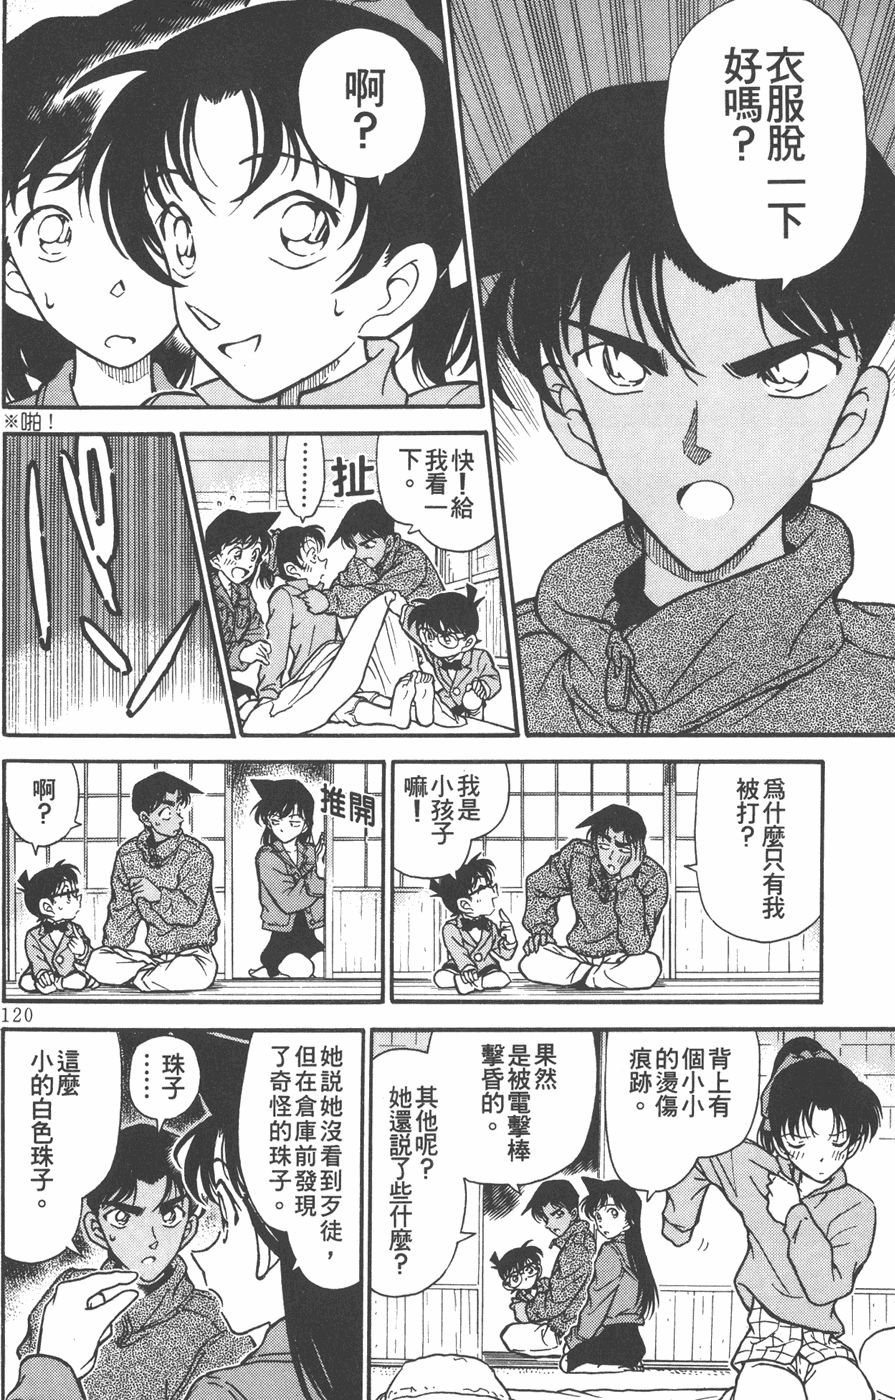 衣服脫一下
好嗎？
啊？
※啪！
快！給
我看一
下。
扯
⋯⋯⋯
為什麼只有我
被打？
我是
小孩子
嘛！
推開
啊？
120
背上有
個小小
的燙傷
痕跡。
果然
是被電擊棒
擊昏的。
其他呢？
她還說了些什麼？
她說她沒看到歹徒，
但在倉庫前發現
了奇怪的珠子。
珠子
⋯⋯
這麼
小的白色珠子。